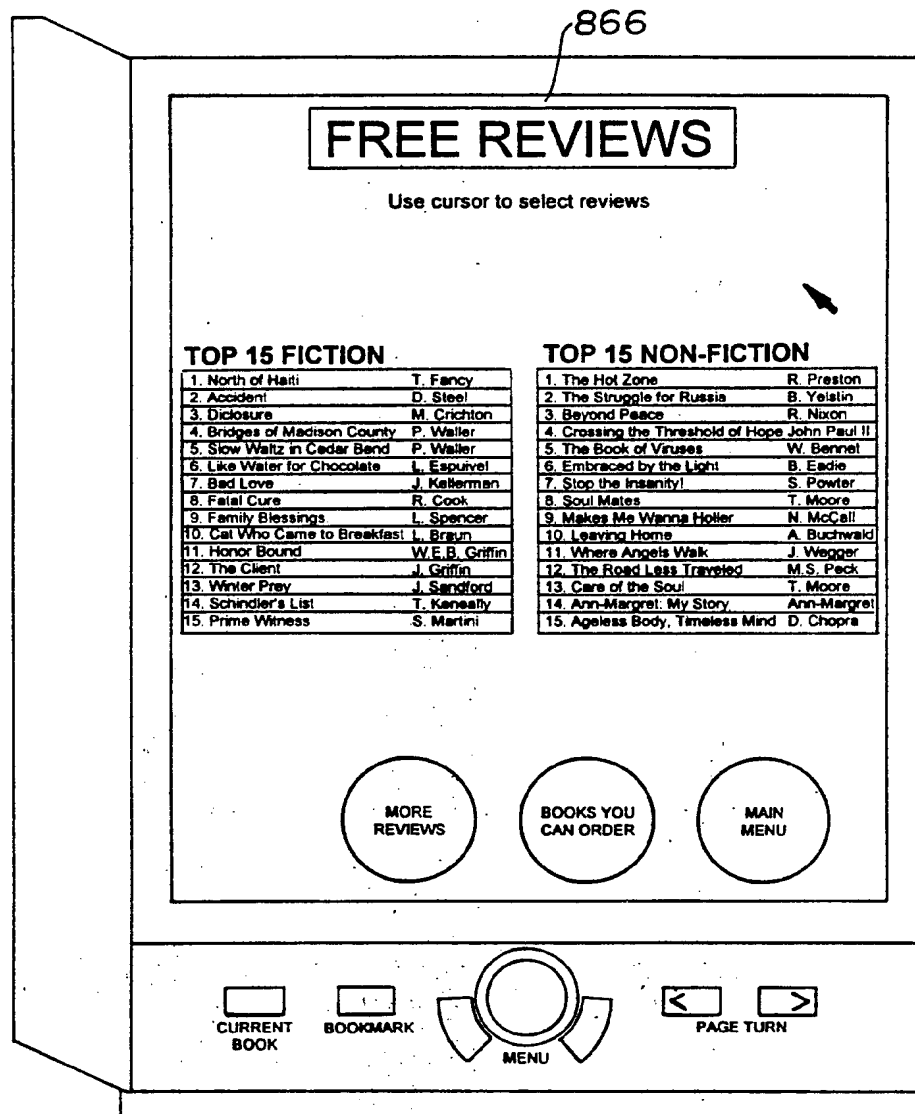 866
FREE REVIEWS
Use cursor to select reviews
TOP 15 FICTION
1. North of Haiti T. Fancy
2. Accident D. Steel
3. Diclosure M. Crichton
4. Bridges of Madison County P. Waller
5. Slow Waltz in Cedar Bend P. Waller
6. Like Water for Chocolate L. Espuivel
7. Bad Love J. Kellerman
8. Fatal Cure R. Cook
9. Family Blessings L. Spencer
10. Cat Who Came to Breakfast L. Braun
11. Honor Bound W.E.B. Griffin
12. The Client J. Griffin
13. Winter Prey J. Sandford
14. Schindler's List T. Keneally
15. Prime Witness S. Martini
TOP 15 NON-FICTION
1. The Hot Zone R. Preston
2. The Struggle for Russia B. Yelstin
3. Beyond Peace R. Nixon
4. Crossing the Threshold of Hope John Paul II
5. The Book of Viruses W. Bennet
6. Embraced by the Light B. Eadie
7. Stop the Insanity! S. Powter
8. Soul Mates T. Moore
9. Makes Me Wanna Holler N. McCall
10. Leaving Home A. Buchwald
11. Where Angels Walk J. Wegger
12. The Road Less Traveled M.S. Peck
13. Care of the Soul T. Moore
14. Ann-Margret: My Story Ann-Margret
15. Ageless Body, Timeless Mind D. Chopra
MORE
REVIEWS
BOOKS YOU
CAN ORDER
MAIN
MENU
CURRENT
BOOK
BOOKMARK
MENU
< >
PAGE TURN